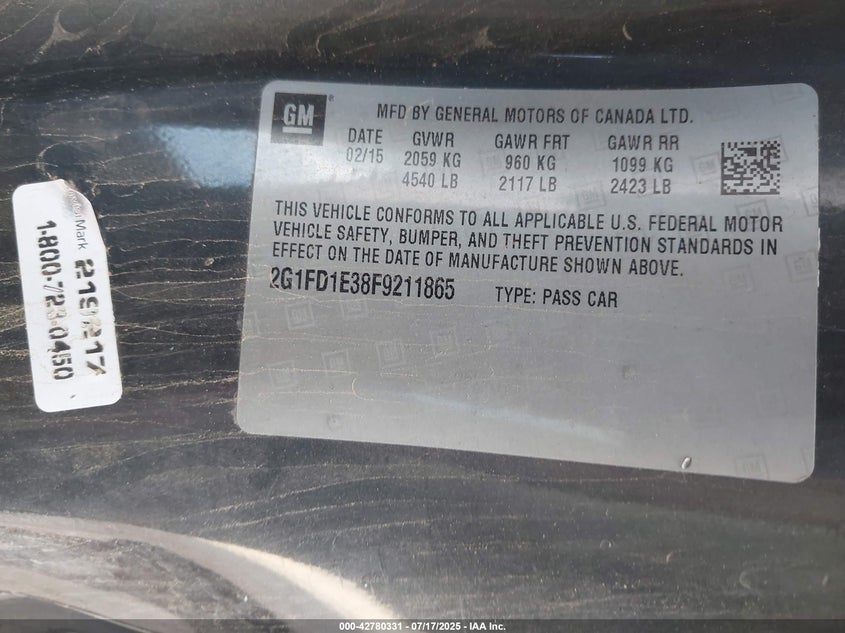 GM
MFD BY GENERAL MOTORS OF CANADA LTD.
DATE GVWR GAWR FRT GAWR RR
02/15 2059 KG 960 KG 1099 KG
4540 LB 2117 LB 2423 LB
THIS VEHICLE CONFORMS TO ALL APPLICABLE U.S. FEDERAL MOTOR
VEHICLE SAFETY, BUMPER, AND THEFT PREVENTION STANDARDS IN
EFFECT ON THE DATE OF MANUFACTURE SHOWN ABOVE.
2G1FD1E38F9211865 TYPE: PASS CAR
Mark
1-800-723-0450
000-42780331 - 07/17/2025 - IAA Inc.